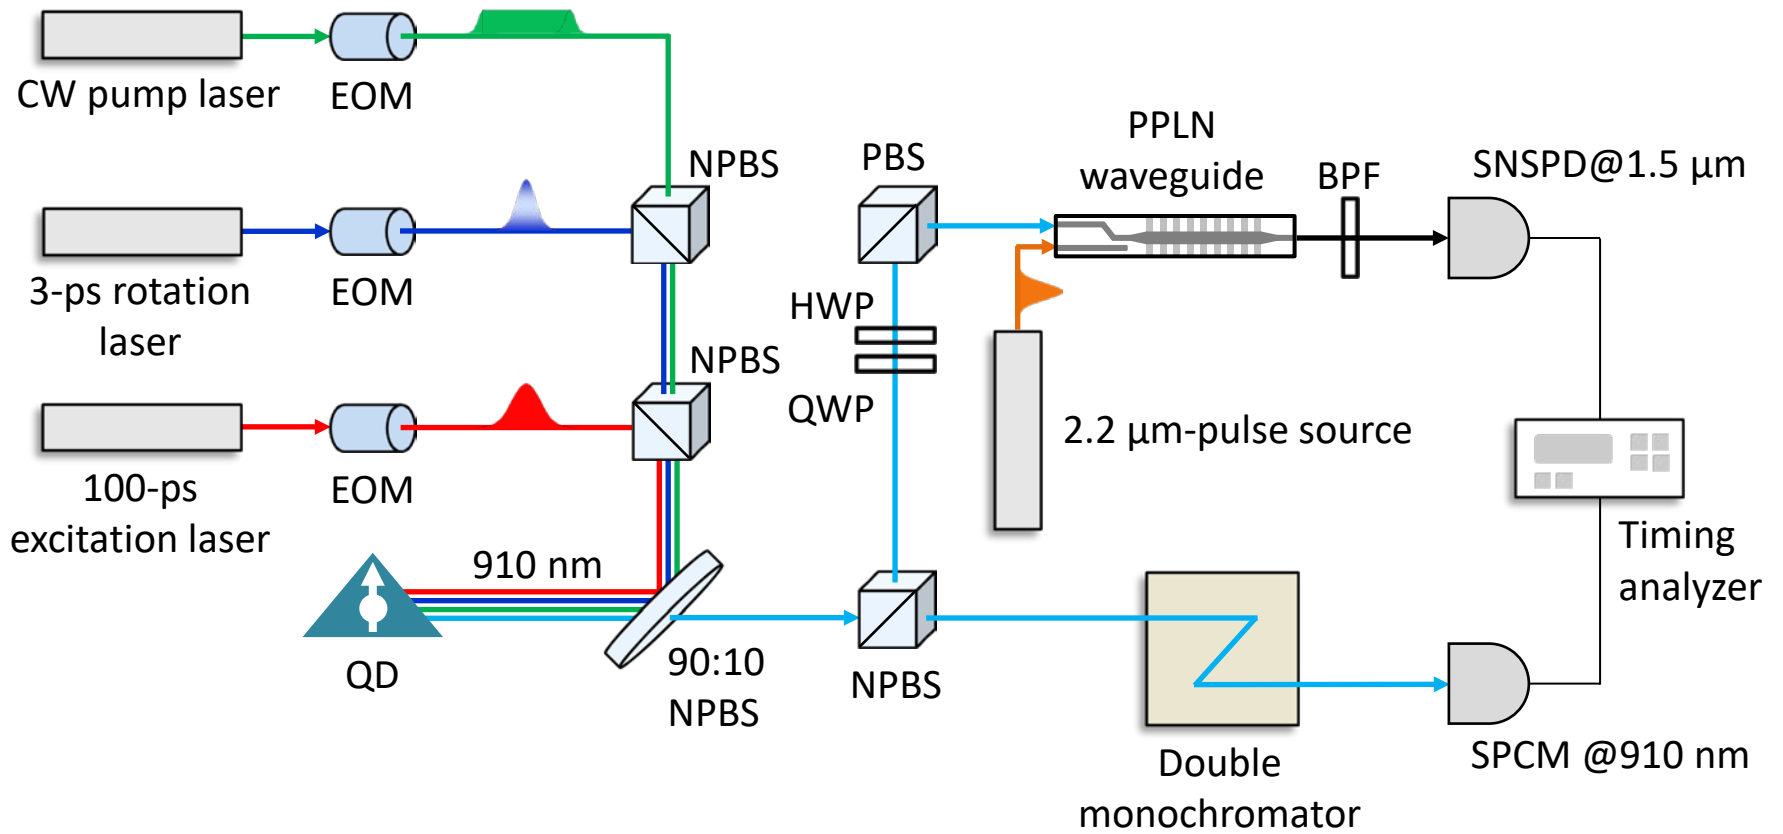 CW pump laser
EOM
NPBS
3-ps rotation
laser
EOM
NPBS
100-ps
excitation laser
EOM
910 nm
QD
90:10
NPBS
PBS
HWP
QWP
NPBS
PPLN
waveguide
BPF
SNSPD@1.5 µm
2.2 µm-pulse source
Timing
analyzer
Double
monochromator
SPCM @910 nm